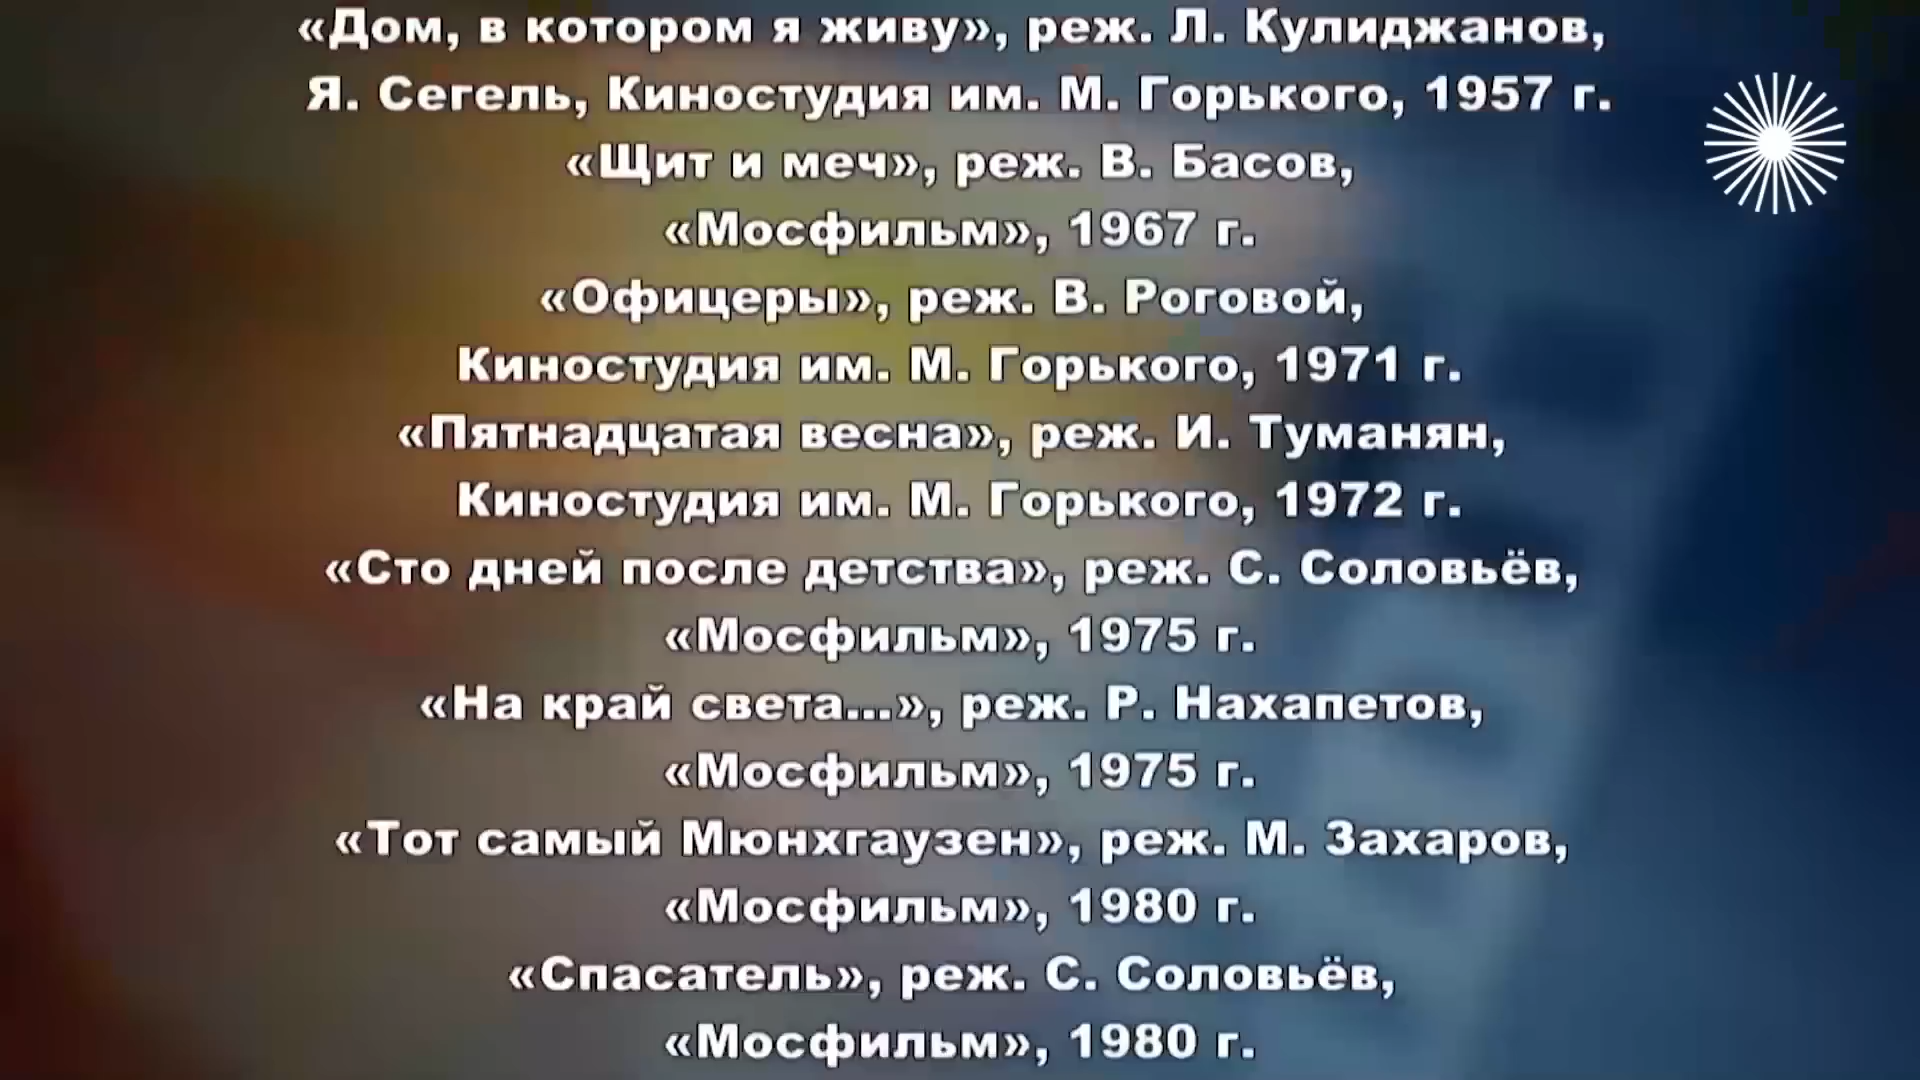 «Дом, в котором я живу», реж. Л. Кулиджанов,
Я. Сегель, Киностудия им. М. Горького, 1957 г.
«Щит и меч», реж. В. Басов,
«Мосфильм», 1967 г.
«Офицеры», реж. В. Роговой,
Киностудия им. М. Горького, 1971 г.
«Пятнадцатая весна», реж. И. Туманян,
Киностудия им. М. Горького, 1972 г.
«Сто дней после детства», реж. С. Соловьёв,
«Мосфильм», 1975 г.
«На край света...», реж. Р. Нахапетов,
«Мосфильм», 1975 г.
«Тот самый Мюнхгаузен», реж. М. Захаров,
«Мосфильм», 1980 г.
«Спасатель», реж. С. Соловьёв,
«Мосфильм», 1980 г.